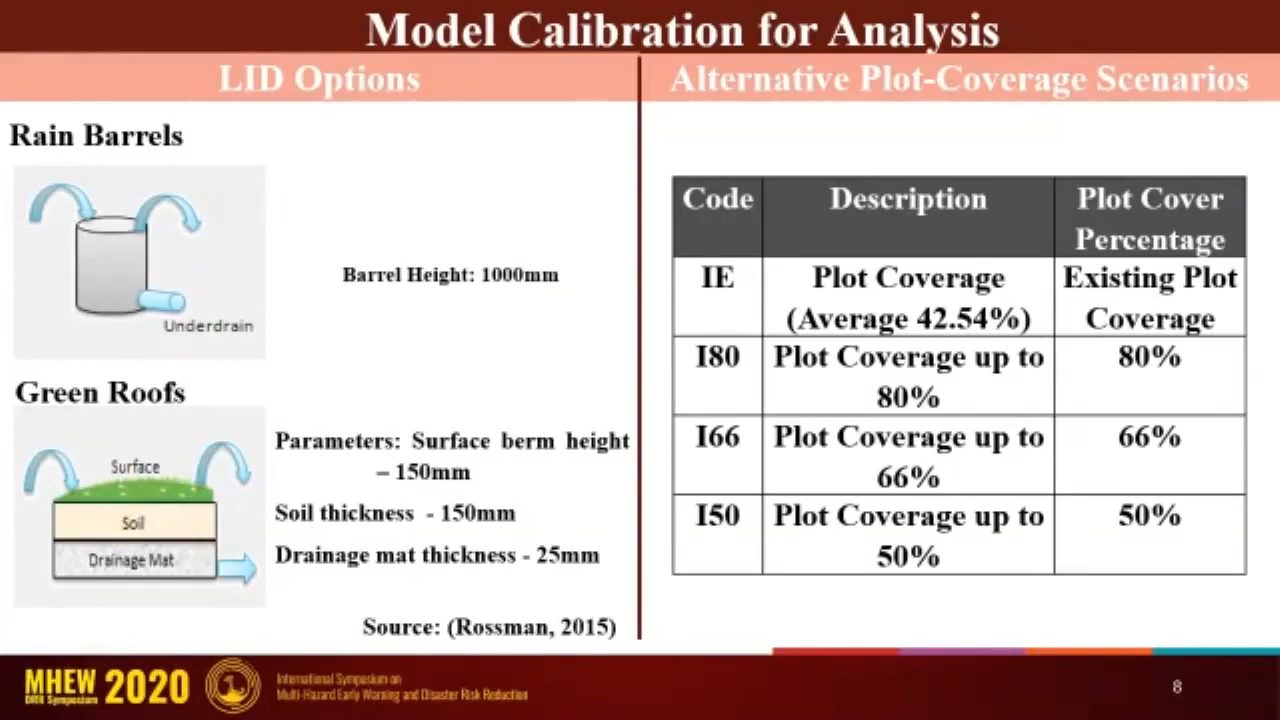 Model Calibration for Analysis
LID Options
Rain Barrels
Underdrain
Barrel Height: 1000mm
Green Roofs
Surface
Soil
Drainage Mat
Parameters: Surface berm height
– 150mm
Soil thickness - 150mm
Drainage mat thickness - 25mm
Source: (Rossman, 2015)
Alternative Plot-Coverage Scenarios
Code Description Plot Cover
Percentage
IE Plot Coverage Existing Plot
(Average 42.54%) Coverage
I80 Plot Coverage up to 80%
80%
I66 Plot Coverage up to 66%
66%
I50 Plot Coverage up to 50%
50%
MHEW 2020
DRR Symposium
International Symposium on
Multi-Hazard Early Warning and Disaster Risk Reduction
8